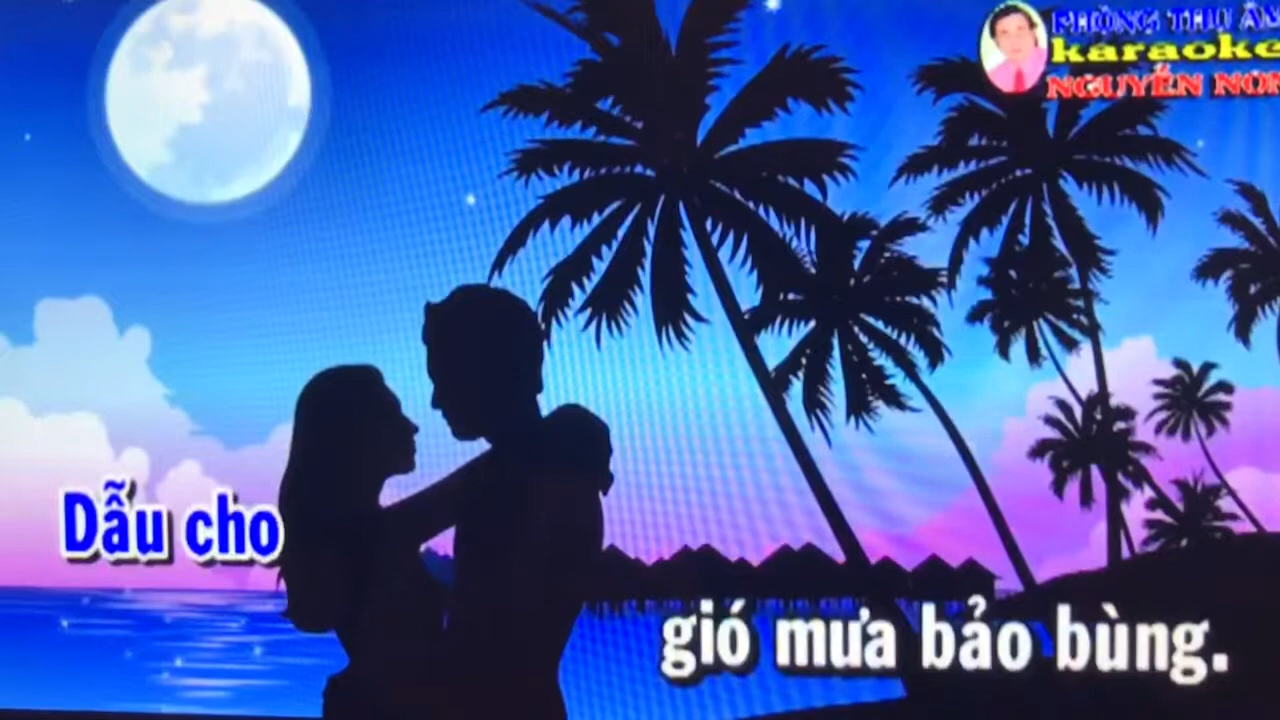 PHÒNG THU ÂM
karaoke
NGUYỄN NON
Dẫu cho
gió mưa bảo bùng.